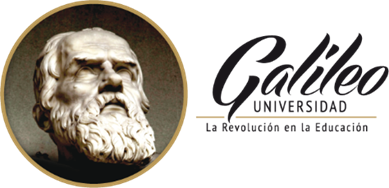 Galileo
UNIVERSIDAD
La Revolución en la Educación